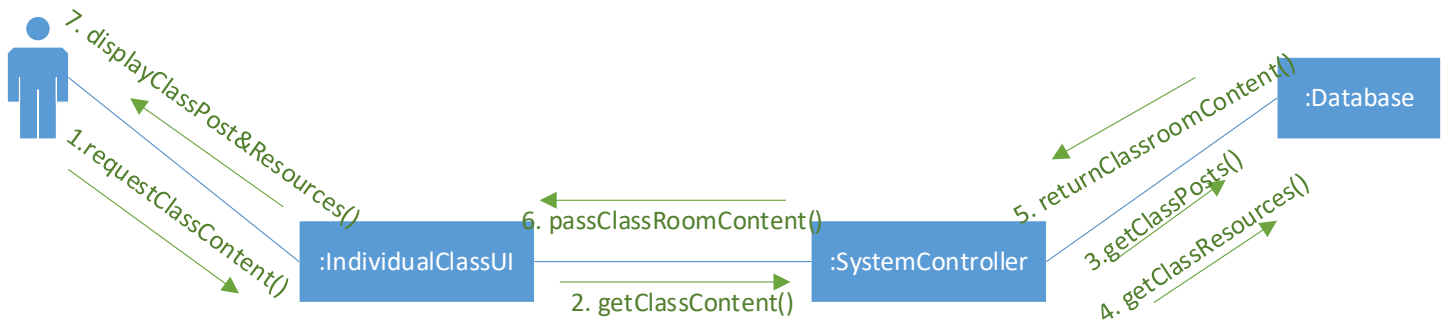 7. displayClassPost&Resources()
1.requestClassContent()
:IndividualClassUI
6. passClassRoomContent()
2. getClassContent()
:SystemController
5. returnClassroomContent()
3.getClassPosts()
4. getClassResources()
:Database